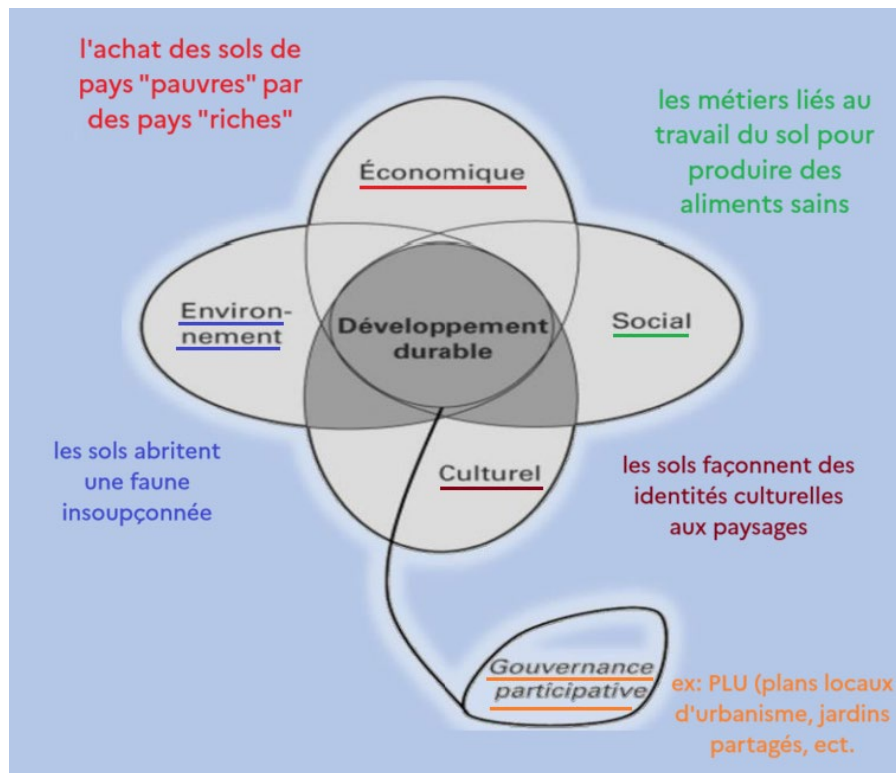 l'achat des sols de
pays "pauvres" par
des pays "riches"
les métiers liés au
travail du sol pour
produire des
aliments sains
Économique
Environ-
nement
Développement
durable
Social
les sols abritent
une faune
insoupçonnée
Culturel
les sols façonnent des
identités culturelles
aux paysages
Gouvernance
participative
ex: PLU (plans locaux
d'urbanisme, jardins
partagés, ect.